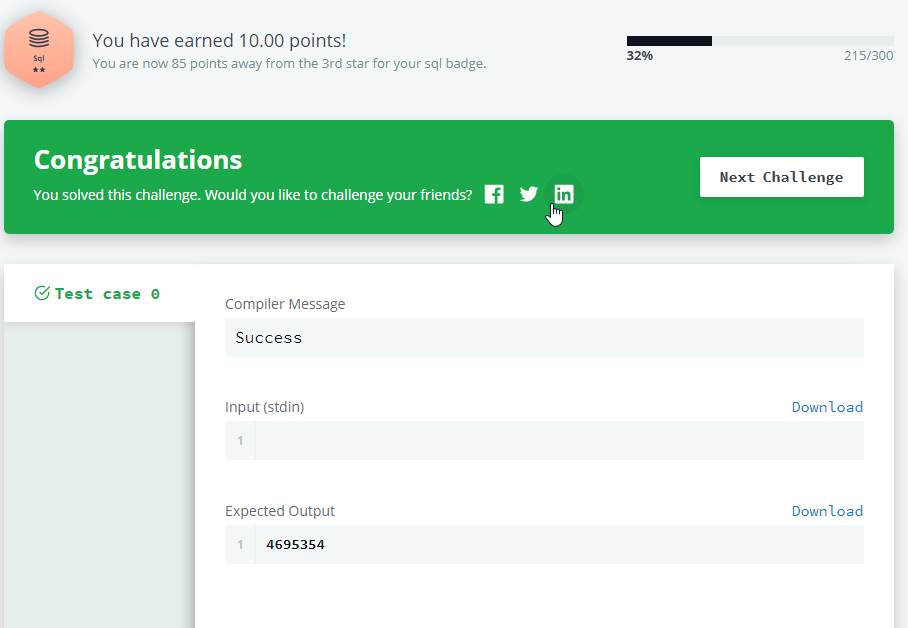 Sql
★★
You have earned 10.00 points!
You are now 85 points away from the 3rd star for your sql badge.
32%
215/300
Congratulations
You solved this challenge. Would you like to challenge your friends?
Next Challenge
Test case 0
Compiler Message
Success
Input (stdin)
Download
1
Expected Output
Download
1 4695354